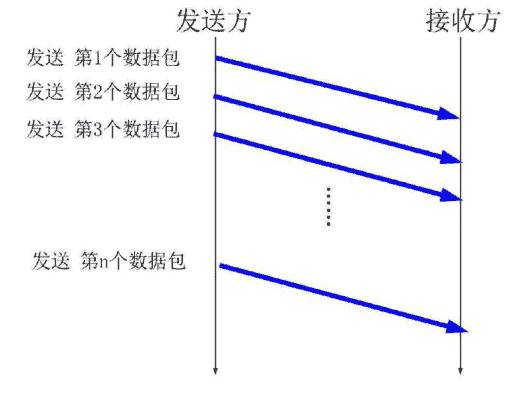 发送方 接收方
发送 第1个数据包
发送 第2个数据包
发送 第3个数据包
发送 第n个数据包